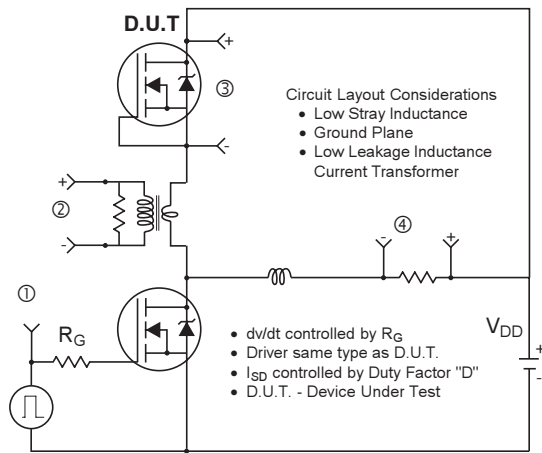 D.U.T
+
③
-
Circuit Layout Considerations
• Low Stray Inductance
• Ground Plane
• Low Leakage Inductance
Current Transformer
+
②
-
④
-
+
①
RG
VDD
+
-
• dv/dt controlled by RG
• Driver same type as D.U.T.
• ISD controlled by Duty Factor "D"
• D.U.T. - Device Under Test